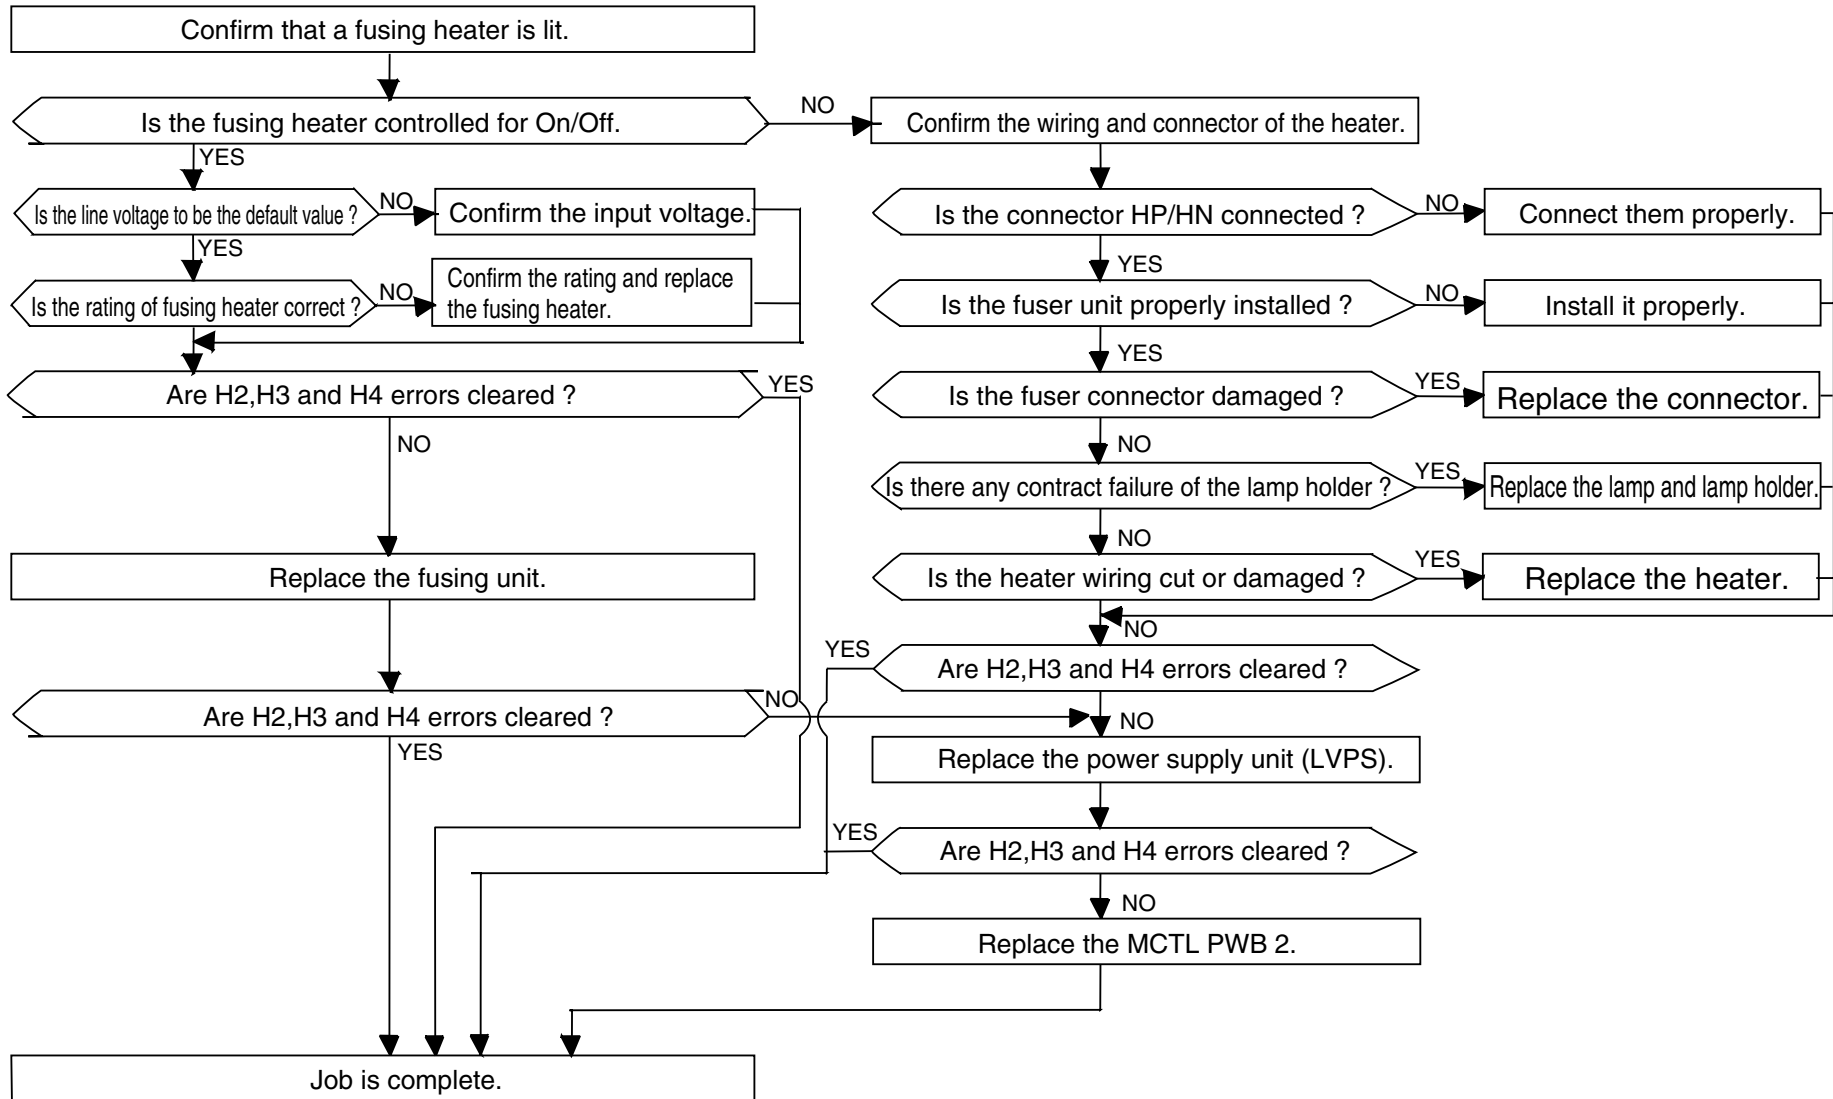 Confirm that a fusing heater is lit.
Is the fusing heater controlled for On/Off.
NO
Confirm the wiring and connector of the heater.
YES
Is the line voltage to be the default value ?
NO
Confirm the input voltage.
Is the connector HP/HN connected ?
NO
Connect them properly.
YES
YES
Is the rating of fusing heater correct ?
NO
Confirm the rating and replace
the fusing heater.
Is the fuser unit properly installed ?
NO
Install it properly.
YES
Are H2,H3 and H4 errors cleared ?
YES
Is the fuser connector damaged ?
YES
Replace the connector.
NO
NO
Is there any contract failure of the lamp holder ?
YES
Replace the lamp and lamp holder.
NO
Replace the fusing unit.
Is the heater wiring cut or damaged ?
YES
Replace the heater.
NO
YES
Are H2,H3 and H4 errors cleared ?
Are H2,H3 and H4 errors cleared ?
NO
NO
YES
Replace the power supply unit (LVPS).
YES
Are H2,H3 and H4 errors cleared ?
NO
Replace the MCTL PWB 2.
Job is complete.